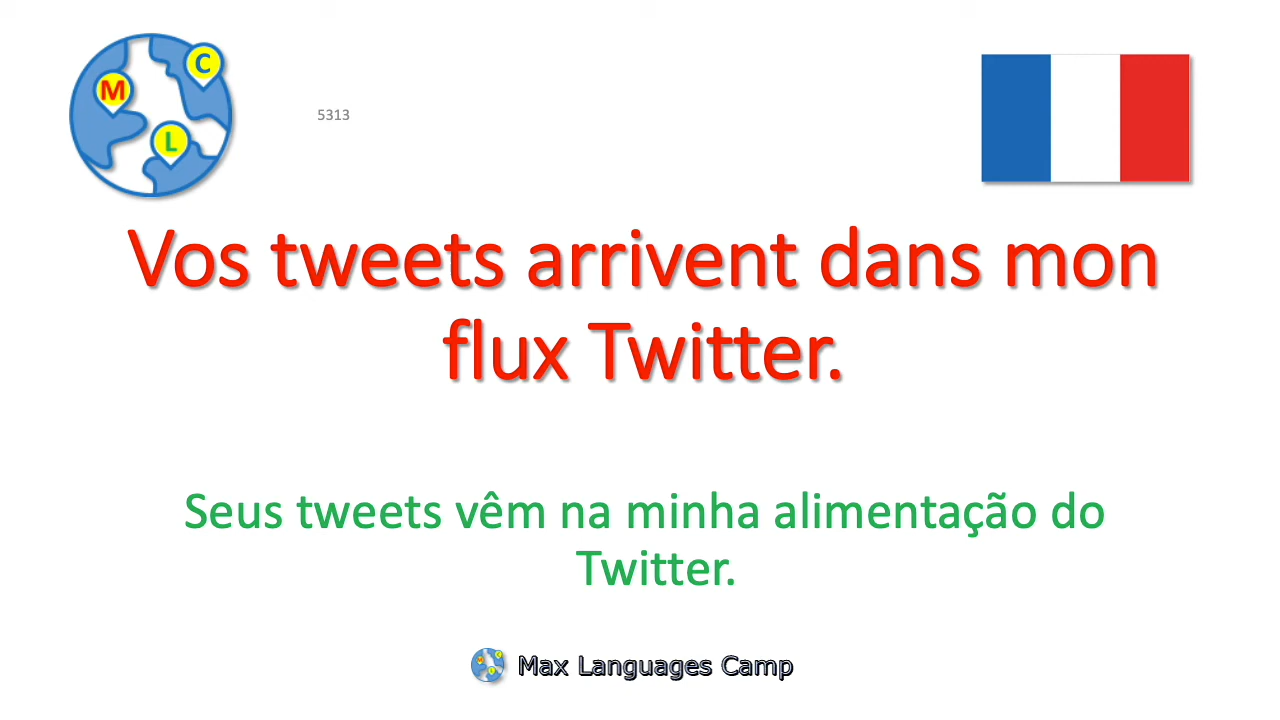 C
M
L
5313
Vos tweets arrivent dans mon
flux Twitter.
Seus tweets vêm na minha alimentação do
Twitter.
Max Languages Camp